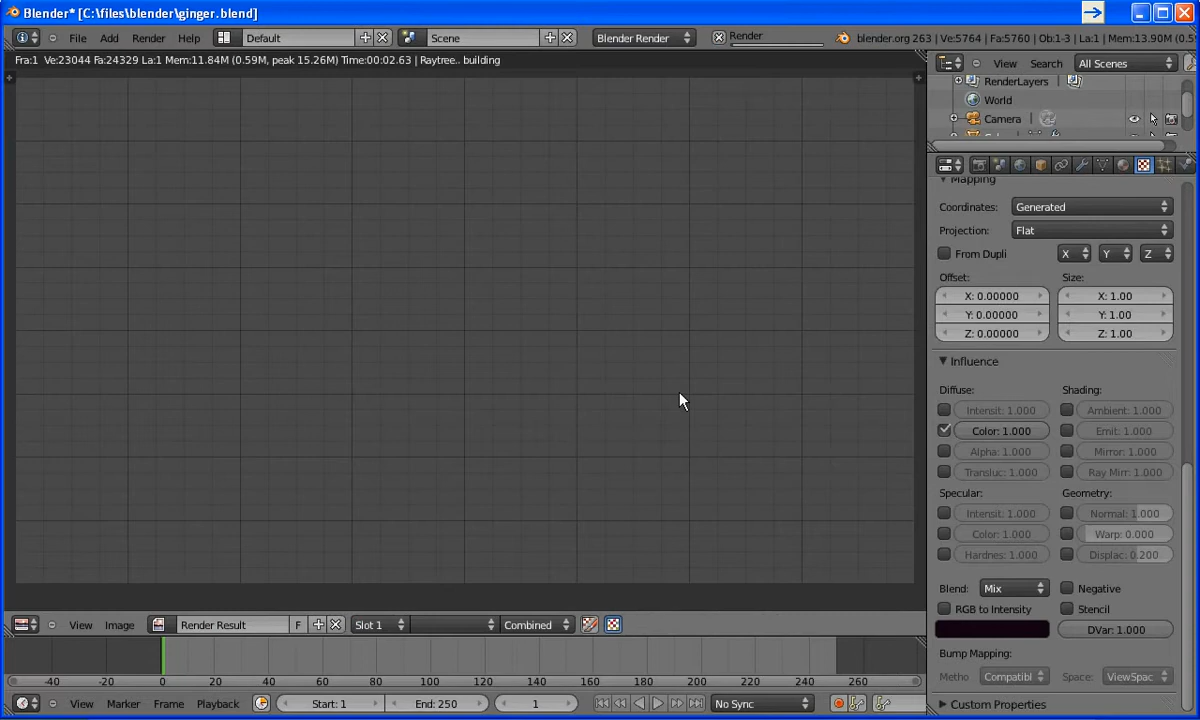 Blender* [C:\files\blender\ginger.blend]
File Add Render Help Default Scene Blender Render Render blender.org 263 | Ve:5764 | Fa:5760 | Ob:1-3 | La:1 | Mem:13.90M (0.5
Fra:1 Ve:23044 Fa:24329 La:1 Mem:11.84M (0.59M, peak 15.26M) Time:00:02.63 | Raytree.. building
View Search All Scenes
RenderLayers
World
Camera
Mapping
Coordinates: Generated
Projection: Flat
From Dupli X Y Z
Offset: Size:
X: 0.00000 X: 1.00
Y: 0.00000 Y: 1.00
Z: 0.00000 Z: 1.00
Influence
Diffuse: Shading:
Intensit: 1.000 Ambient: 1.000
Color: 1.000 Emit: 1.000
Alpha: 1.000 Mirror: 1.000
Transluc: 1.000 Ray Mirr: 1.000
Specular: Geometry:
Intensit: 1.000 Normal: 1.000
Color: 1.000 Warp: 0.000
Hardnes: 1.000 Displac: 0.200
Blend: Mix Negative
RGB to Intensity Stencil
DVar: 1.000
Bump Mapping:
Metho Compatibl Space: ViewSpac
Custom Properties
View Image Render Result F Slot 1 Combined
-40 -20 0 20 40 60 80 100 120 140 160 180 200 220 240 260
View Marker Frame Playback Start: 1 End: 250 1 No Sync